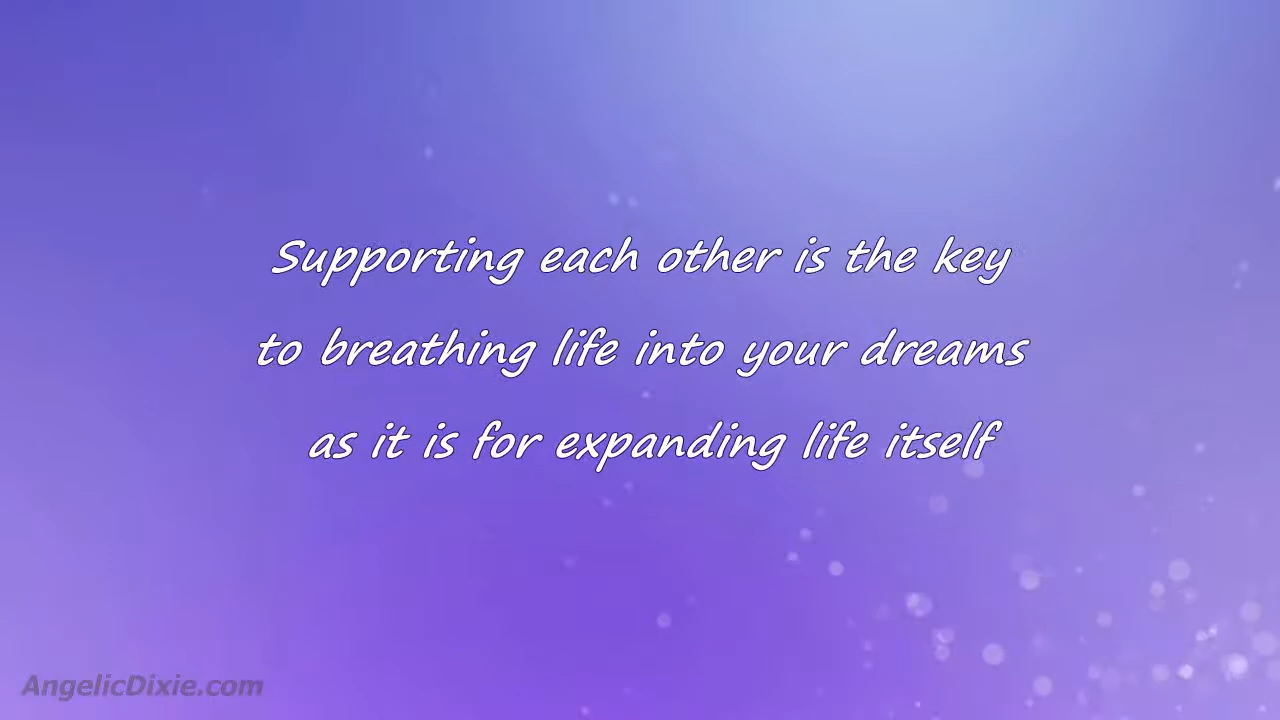 Supporting each other is the key
to breathing life into your dreams
as it is for expanding life itself
AngelicDixie.com